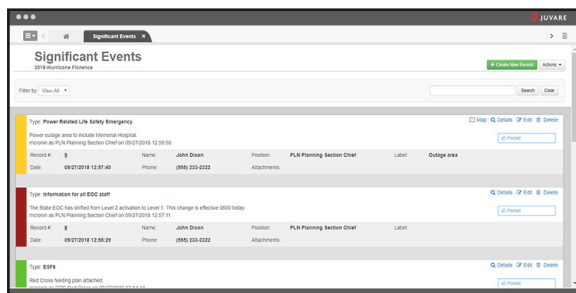 JUVARE
Significant Events
Significant Events
2018-Hurricane Florence
Create New Record Actions
Filter by View All
Search Clear
Type: Power Related Life Safety Emergency
Map Details Edit Delete
Power outage area to include Memorial Hospital.
mcronin as PLN Planning Section Chief on 09/27/2018 12:58:56
Posted
Record #: 9 Name: John Dixon Position: PLN Planning Section Chief Label: Outage area
Date: 09/27/2018 12:57:40 Phone: (555) 233-2322 Attachments:
Type: Information for all EOC staff
Details Edit Delete
The State EOC has shifted from Level 2 activation to Level 1. This change is effective 0800 today.
mcronin as PLN Planning Section Chief on 09/27/2018 12:57:11
Posted
Record #: 8 Name: John Dixon Position: PLN Planning Section Chief Label:
Date: 09/27/2018 12:55:29 Phone: (555) 233-2322 Attachments:
Type: ESF6
Details Edit Delete
Red Cross feeding plan attached.
Posted